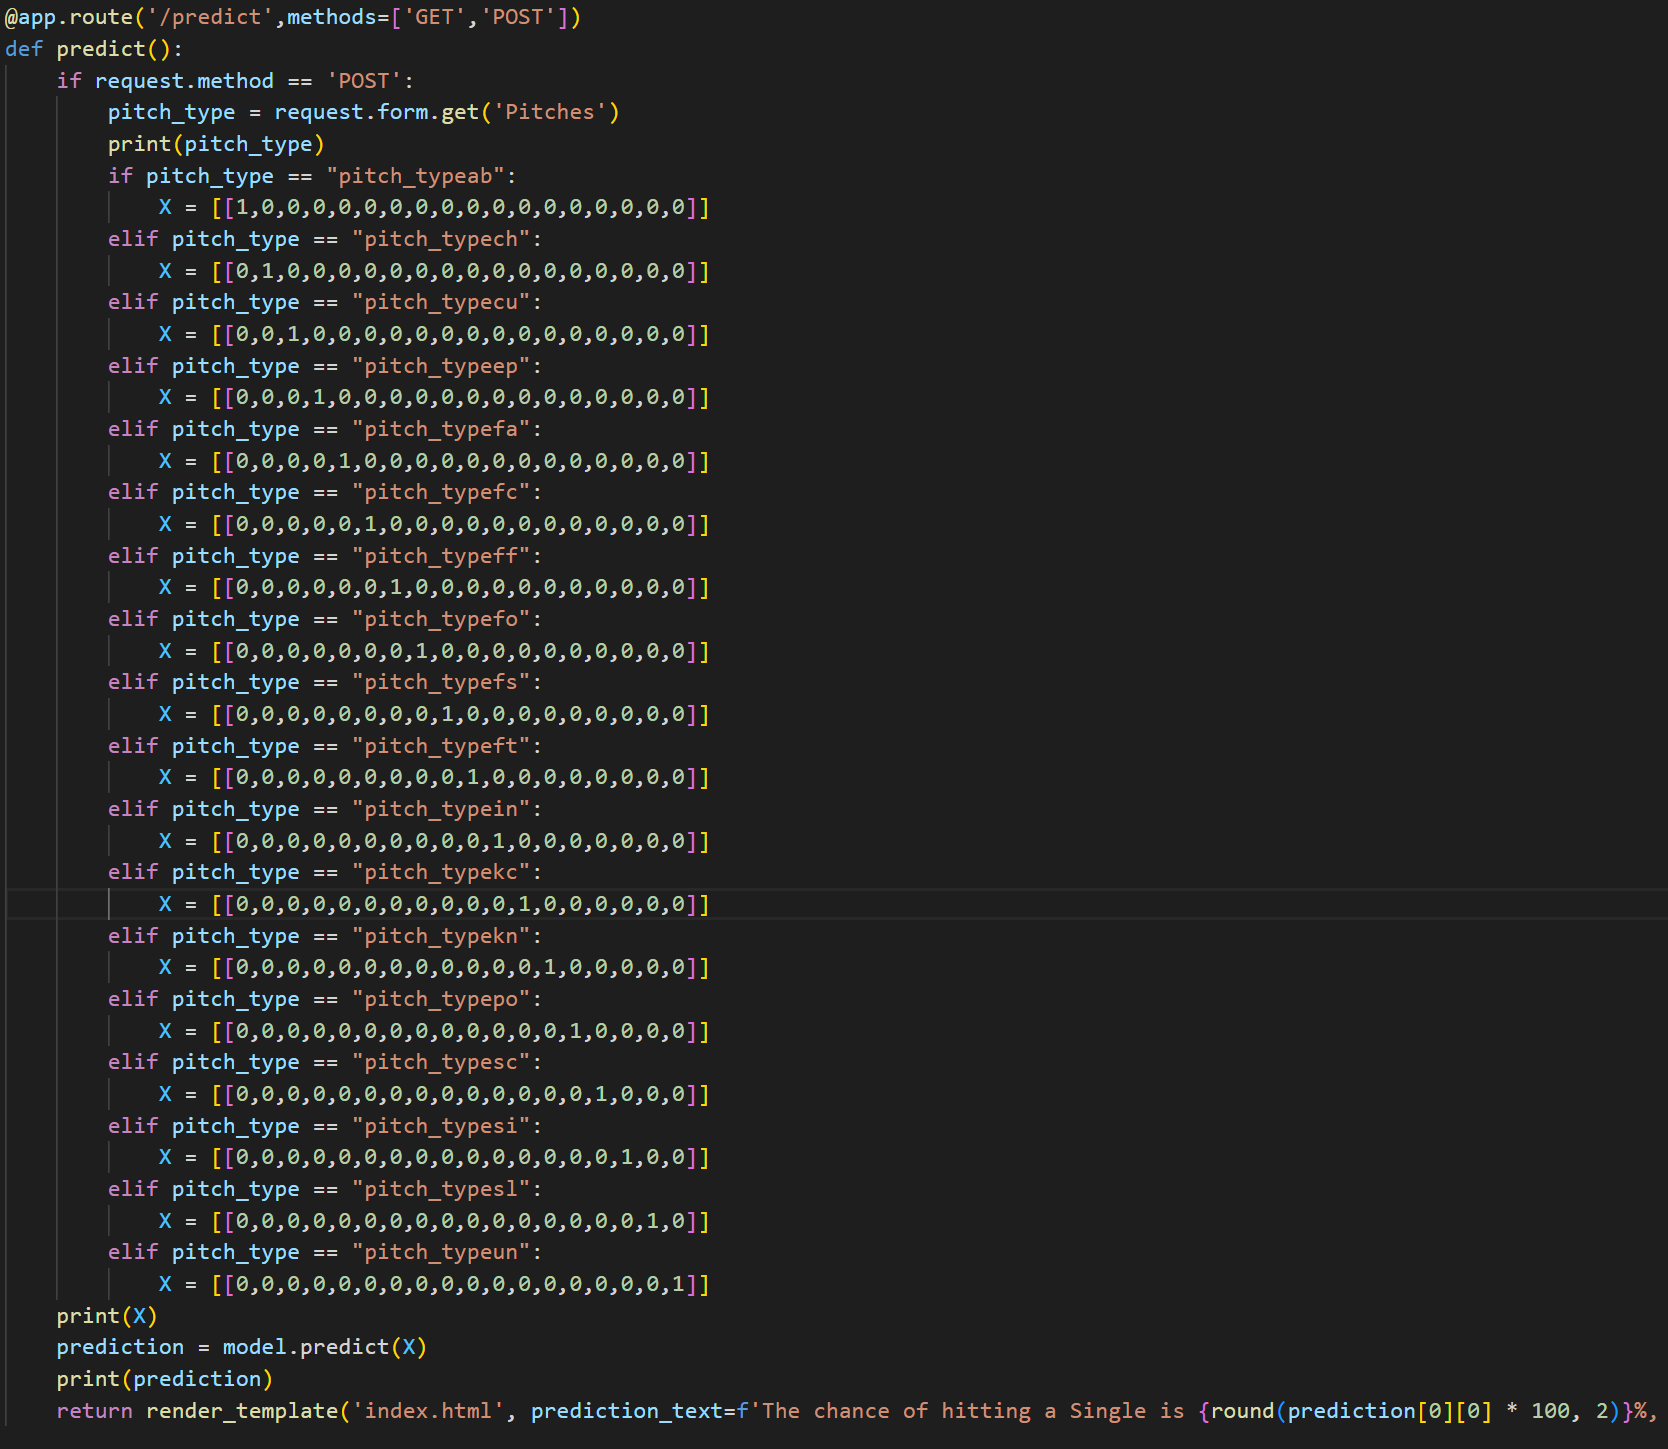 @app.route('/predict',methods=['GET','POST'])
def predict():
    if request.method == 'POST':
        pitch_type = request.form.get('Pitches')
        print(pitch_type)
        if pitch_type == "pitch_typeab":
            X = [[1,0,0,0,0,0,0,0,0,0,0,0,0,0,0,0,0,0]]
        elif pitch_type == "pitch_typech":
            X = [[0,1,0,0,0,0,0,0,0,0,0,0,0,0,0,0,0,0]]
        elif pitch_type == "pitch_typecu":
            X = [[0,0,1,0,0,0,0,0,0,0,0,0,0,0,0,0,0,0]]
        elif pitch_type == "pitch_typeep":
            X = [[0,0,0,1,0,0,0,0,0,0,0,0,0,0,0,0,0,0]]
        elif pitch_type == "pitch_typefa":
            X = [[0,0,0,0,1,0,0,0,0,0,0,0,0,0,0,0,0,0]]
        elif pitch_type == "pitch_typefc":
            X = [[0,0,0,0,0,1,0,0,0,0,0,0,0,0,0,0,0,0]]
        elif pitch_type == "pitch_typeff":
            X = [[0,0,0,0,0,0,1,0,0,0,0,0,0,0,0,0,0,0]]
        elif pitch_type == "pitch_typefo":
            X = [[0,0,0,0,0,0,0,1,0,0,0,0,0,0,0,0,0,0]]
        elif pitch_type == "pitch_typefs":
            X = [[0,0,0,0,0,0,0,0,1,0,0,0,0,0,0,0,0,0]]
        elif pitch_type == "pitch_typeft":
            X = [[0,0,0,0,0,0,0,0,0,1,0,0,0,0,0,0,0,0]]
        elif pitch_type == "pitch_typein":
            X = [[0,0,0,0,0,0,0,0,0,0,1,0,0,0,0,0,0,0]]
        elif pitch_type == "pitch_typekc":
            X = [[0,0,0,0,0,0,0,0,0,0,0,1,0,0,0,0,0,0]]
        elif pitch_type == "pitch_typekn":
            X = [[0,0,0,0,0,0,0,0,0,0,0,0,1,0,0,0,0,0]]
        elif pitch_type == "pitch_typepo":
            X = [[0,0,0,0,0,0,0,0,0,0,0,0,0,1,0,0,0,0]]
        elif pitch_type == "pitch_typesc":
            X = [[0,0,0,0,0,0,0,0,0,0,0,0,0,0,1,0,0,0]]
        elif pitch_type == "pitch_typesi":
            X = [[0,0,0,0,0,0,0,0,0,0,0,0,0,0,0,1,0,0]]
        elif pitch_type == "pitch_typesl":
            X = [[0,0,0,0,0,0,0,0,0,0,0,0,0,0,0,0,1,0]]
        elif pitch_type == "pitch_typeun":
            X = [[0,0,0,0,0,0,0,0,0,0,0,0,0,0,0,0,0,1]]
    print(X)
    prediction = model.predict(X)
    print(prediction)
    return render_template('index.html', prediction_text=f'The chance of hitting a Single is {round(prediction[0][0] * 100, 2)}%,